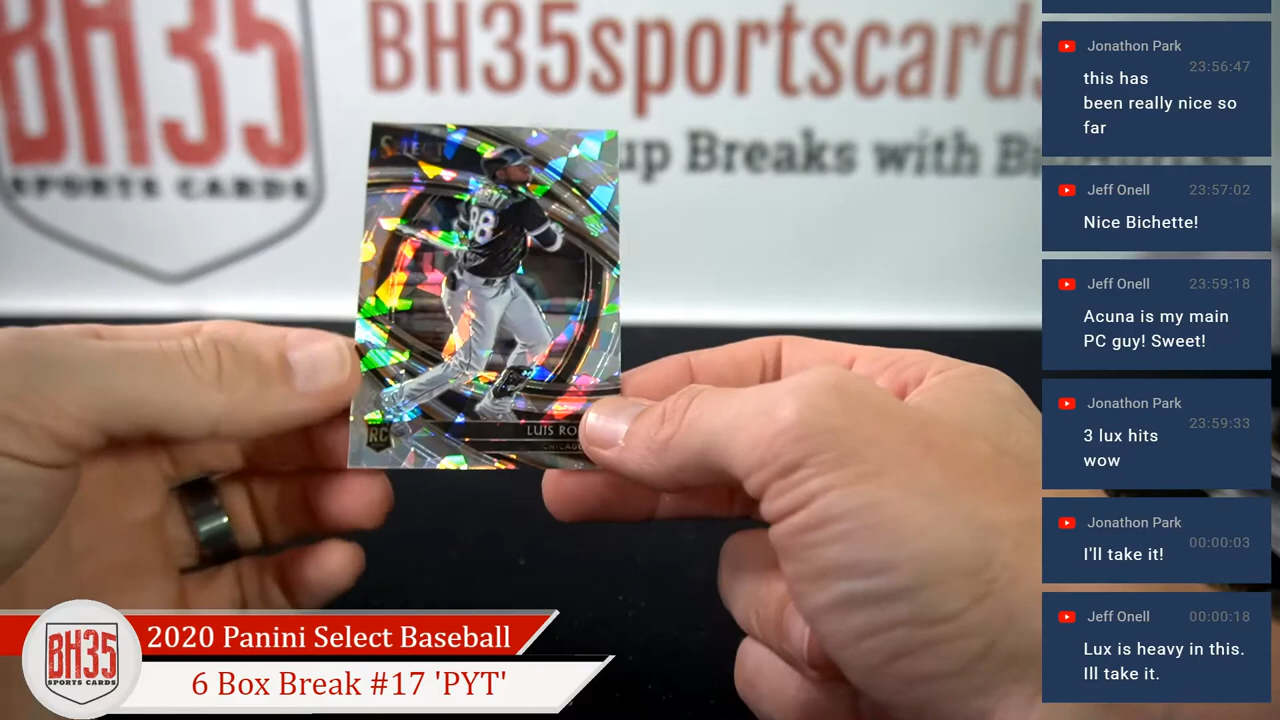 BH35
SPORTS CARDS
BH35sportscards
up Breaks with
SELECT
88
RC
LUIS RO
CHICAGO
BH35
SPORTS CARDS
2020 Panini Select Baseball
6 Box Break #17 'PYT'
Jonathon Park
23:56:47
this has
been really nice so
far
Jeff Onell 23:57:02
Nice Bichette!
Jeff Onell 23:59:18
Acuna is my main
PC guy! Sweet!
Jonathon Park
23:59:33
3 lux hits
wow
Jonathon Park
00:00:03
I'll take it!
Jeff Onell 00:00:18
Lux is heavy in this.
Ill take it.